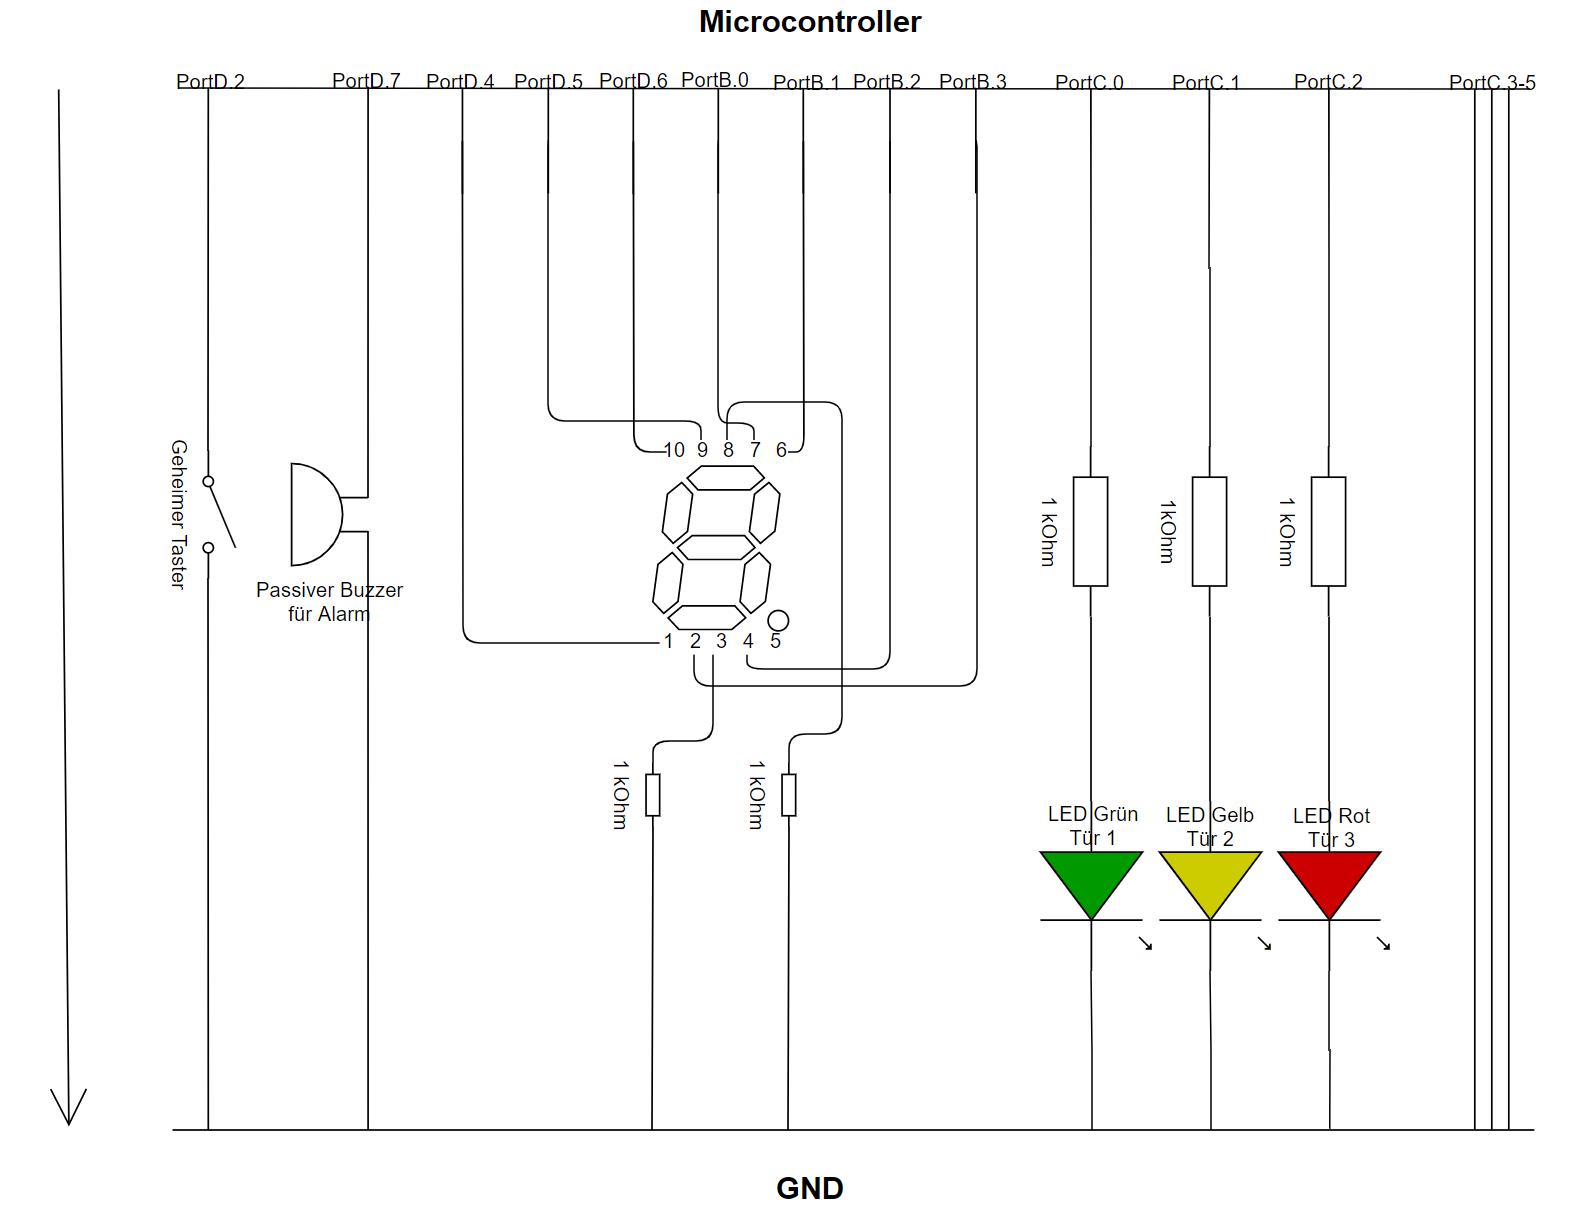 Microcontroller
PortD.2
PortD.7
PortD.4
PortD.5
PortD.6
PortB.0
PortB.1
PortB.2
PortB.3
PortC.0
PortC.1
PortC.2
PortC.3-5
Geheimer Taster
Passiver Buzzer
für Alarm
10 9 8 7 6
1 2 3 4 5
1 kOhm
1 kOhm
1 kOhm
1kOhm
1 kOhm
LED Grün
Tür 1
LED Gelb
Tür 2
LED Rot
Tür 3
GND